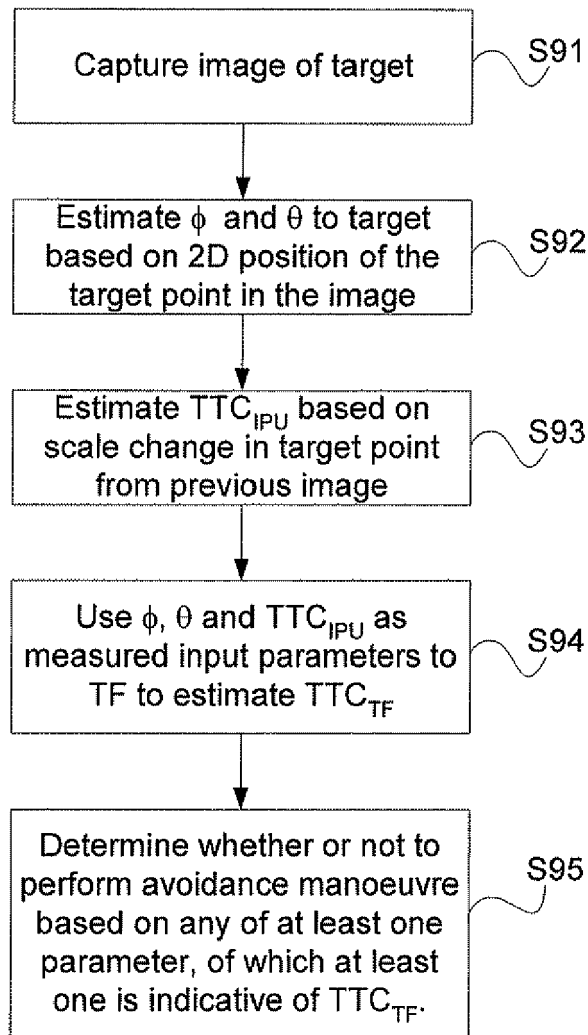 Capture image of target
S91
Estimate ϕ and θ to target
based on 2D position of the
target point in the image
S92
Estimate TTC_IPU based on
scale change in target point
from previous image
S93
Use ϕ, θ and TTC_IPU as
measured input parameters to
TF to estimate TTC_TF
S94
Determine whether or not to
perform avoidance manoeuvre
based on any of at least one
parameter, of which at least
one is indicative of TTC_TF.
S95